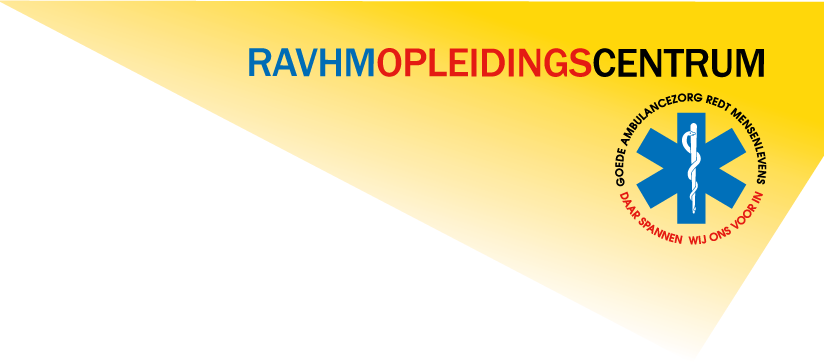 RAVHMOPLEIDINGSCENTRUM
GOEDE AMBULANCEZORG REDT MENSENLEVENS
DAAR SPANNEN WIJ ONS VOOR IN